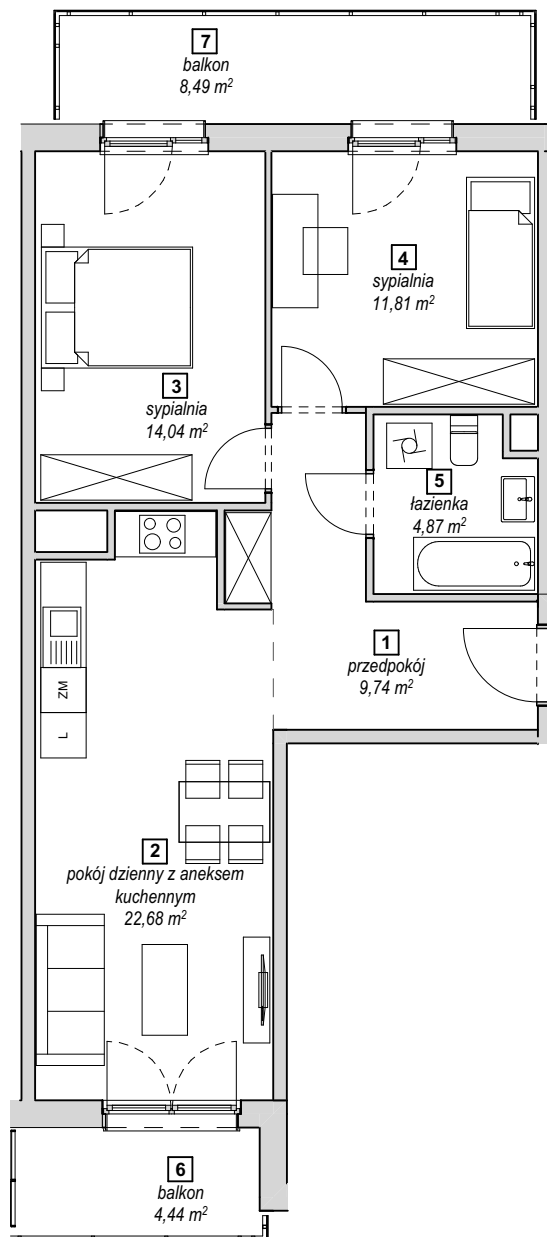 7
balkon
8,49 m²
4
sypialnia
11,81 m²
3
sypialnia
14,04 m²
5
łazienka
4,87 m²
1
przedpokój
9,74 m²
ZM
L
2
pokój dzienny z aneksem
kuchennym
22,68 m²
6
balkon
4,44 m²